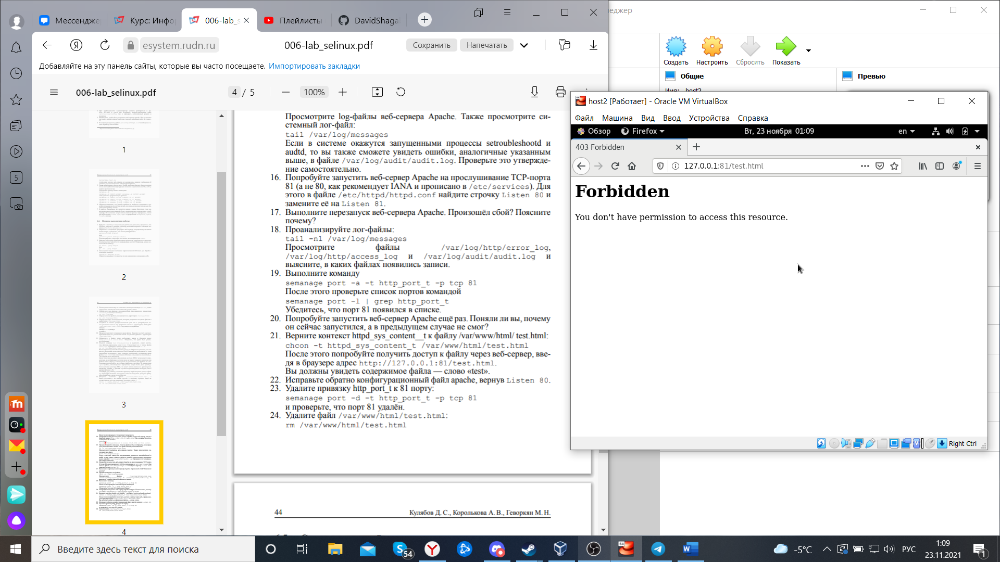 Мессендже
Курс: Инфо
006-lab_s
Плейлисты
DavidShaga
esystem.rudn.ru
006-lab_selinux.pdf
Сохранить
Напечатать
Добавляйте на эту панель сайты, которые вы часто посещаете. Импортировать закладки
006-lab_selinux.pdf
4 / 5
100%
1
2
3
4
5
Просмотрите log-файлы веб-сервера Apache. Также просмотрите си-
стемный лог-файл:
tail /var/log/messages
Если в системе окажутся запущенными процессы setroubleshootd и
audtd, то вы также сможете увидеть ошибки, аналогичные указанным
выше, в файле /var/log/audit/audit.log. Проверьте это утвержде-
ние самостоятельно.
16. Попробуйте запустить веб-сервер Apache на прослушивание TCP-порта
81 (а не 80, как рекомендует IANA и прописано в /etc/services). Для
этого в файле /etc/httpd/httpd.conf найдите строчку Listen 80 и
замените её на Listen 81.
17. Выполните перезапуск веб-сервера Apache. Произошёл сбой? Поясните
почему?
18. Проанализируйте лог-файлы:
tail -nl /var/log/messages
Просмотрите файлы /var/log/http/error_log,
/var/log/http/access_log и /var/log/audit/audit.log и
выясните, в каких файлах появились записи.
19. Выполните команду
semanage port -a -t http_port_t -p tcp 81
После этого проверьте список портов командой
semanage port -l | grep http_port_t
Убедитесь, что порт 81 появился в списке.
20. Попробуйте запустить веб-сервер Apache ещё раз. Поняли ли вы, почему
он сейчас запустился, а в предыдущем случае не смог?
21. Верните контекст httpd_sys_content__t к файлу /var/www/html/ test.html:
chcon -t httpd_sys_content_t /var/www/html/test.html
После этого попробуйте получить доступ к файлу через веб-сервер, вве-
дя в браузере адрес http://127.0.0.1:81/test.html.
Вы должны увидеть содержимое файла — слово «test».
22. Исправьте обратно конфигурационный файл apache, вернув Listen 80.
23. Удалите привязку http_port_t к 81 порту:
semanage port -d -t http_port_t -p tcp 81
и проверьте, что порт 81 удалён.
24. Удалите файл /var/www/html/test.html:
rm /var/www/html/test.html
44
Кулябов Д. С., Королькова А. В., Геворкян М. Н.
еджер
Создать
Настроить
Сбросить
Показать
Общие
Превью
Имя: host2
host2 [Работает] - Oracle VM VirtualBox
Файл Машина Вид Ввод Устройства Справка
Обзор
Firefox
Вт, 23 ноября 01:09
en
403 Forbidden
127.0.0.1:81/test.html
Forbidden
You don't have permission to access this resource.
Right Ctrl
Введите здесь текст для поиска
54
64
-5°C
РУС
1:09
23.11.2021
1